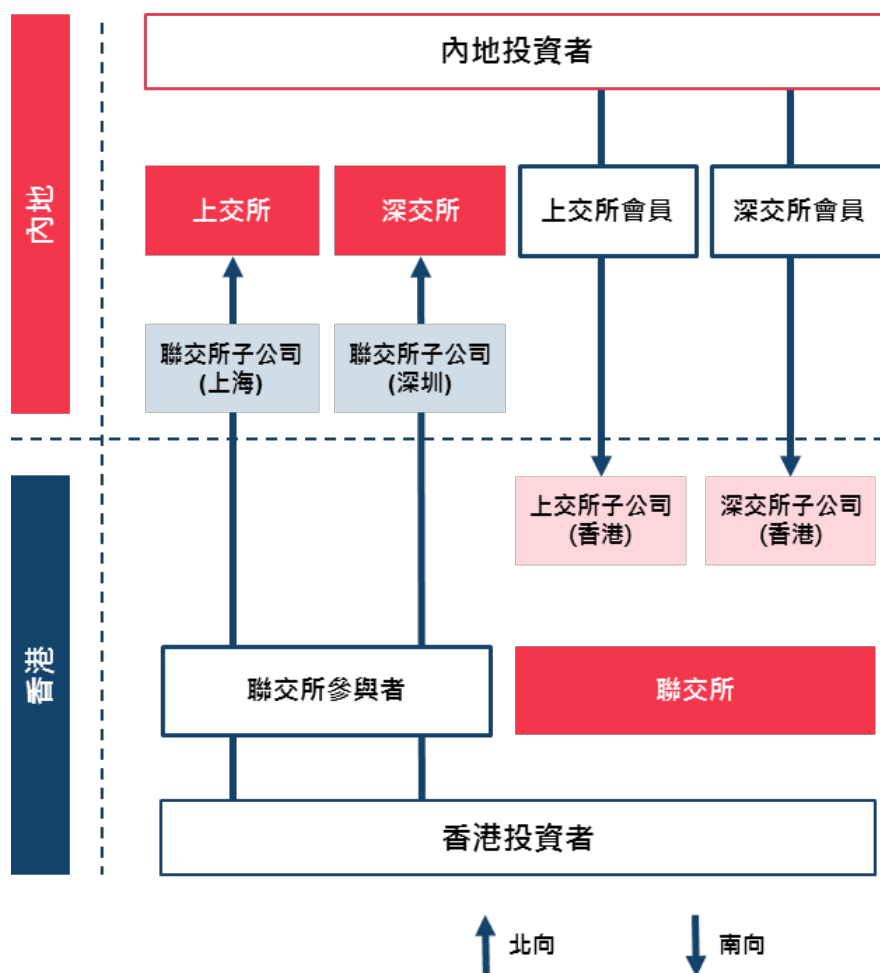 內地投資者
內地
上交所
深交所
上交所會員
深交所會員
聯交所子公司
(上海)
聯交所子公司
(深圳)
香港
上交所子公司
(香港)
深交所子公司
(香港)
聯交所參與者
聯交所
香港投資者
北向
南向